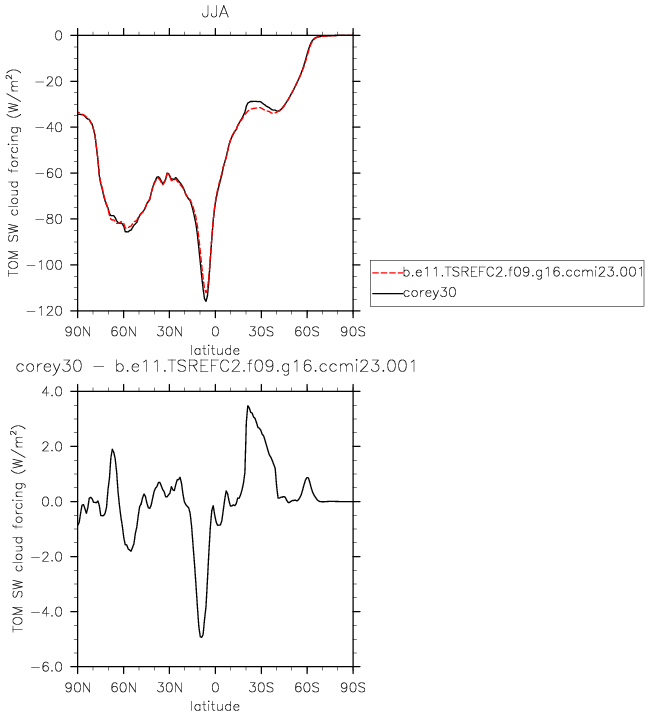 JJA
TOM SW cloud forcing (W/m²)
0
−20
−40
−60
−80
−100
−120
90N 60N 30N 0 30S 60S 90S
latitude
b.e11.TSREFC2.f09.g16.ccmi23.001
corey30
corey30 − b.e11.TSREFC2.f09.g16.ccmi23.001
TOM SW cloud forcing (W/m²)
4.0
2.0
0.0
−2.0
−4.0
−6.0
90N 60N 30N 0 30S 60S 90S
latitude